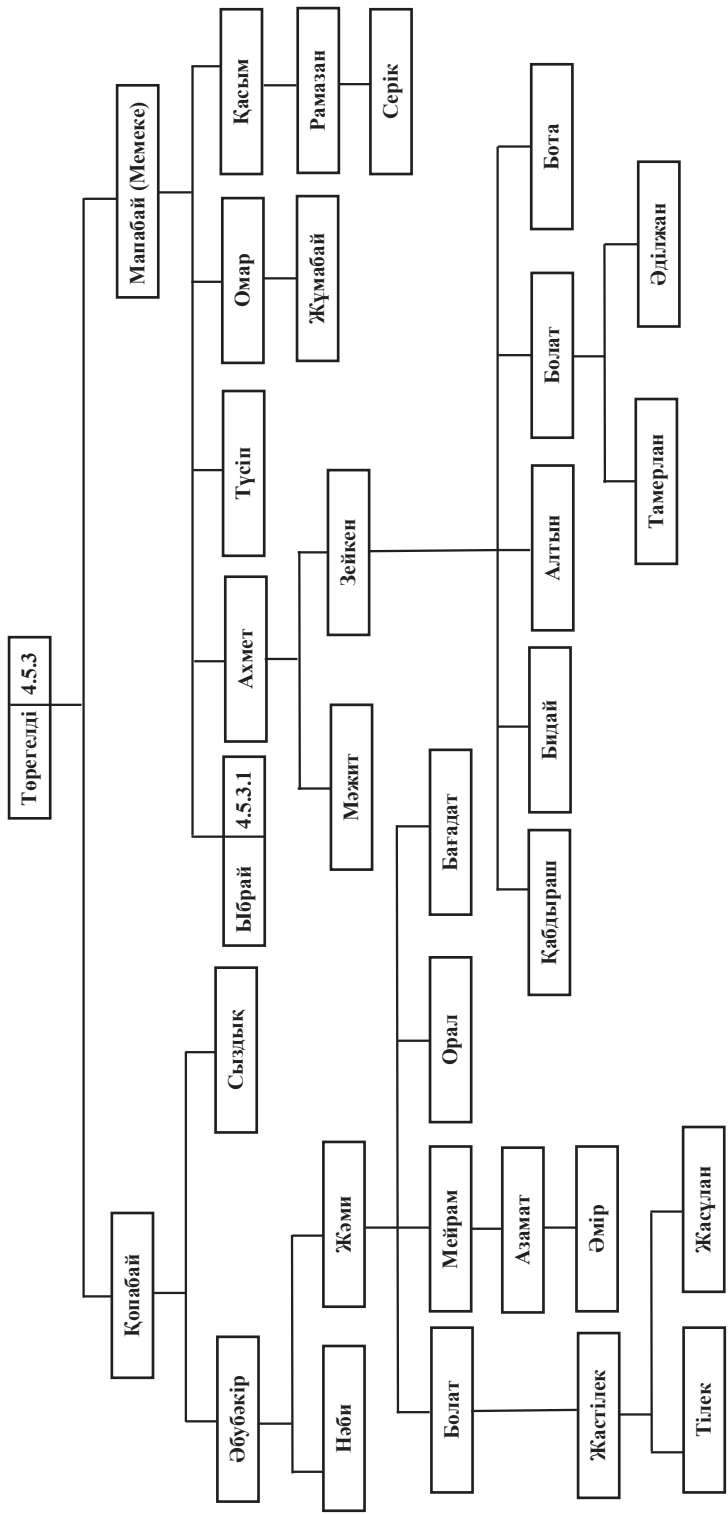 Төрегелді 4.5.3
Қопабай
Мапабай (Мемеке)
Әбубәкір
Сыздық
Ыбрай 4.5.3.1
Ахмет
Түсіп
Омар
Қасым
Нәби
Жәми
Мәжит
Зейкен
Жұмабай
Рамазан
Серік
Болат
Мейрам
Орал
Бағадат
Қабдыраш
Бидай
Алтын
Болат
Бота
Азамат
Жастілек
Әмір
Тамерлан
Әділжан
Тілек
Жасұлан